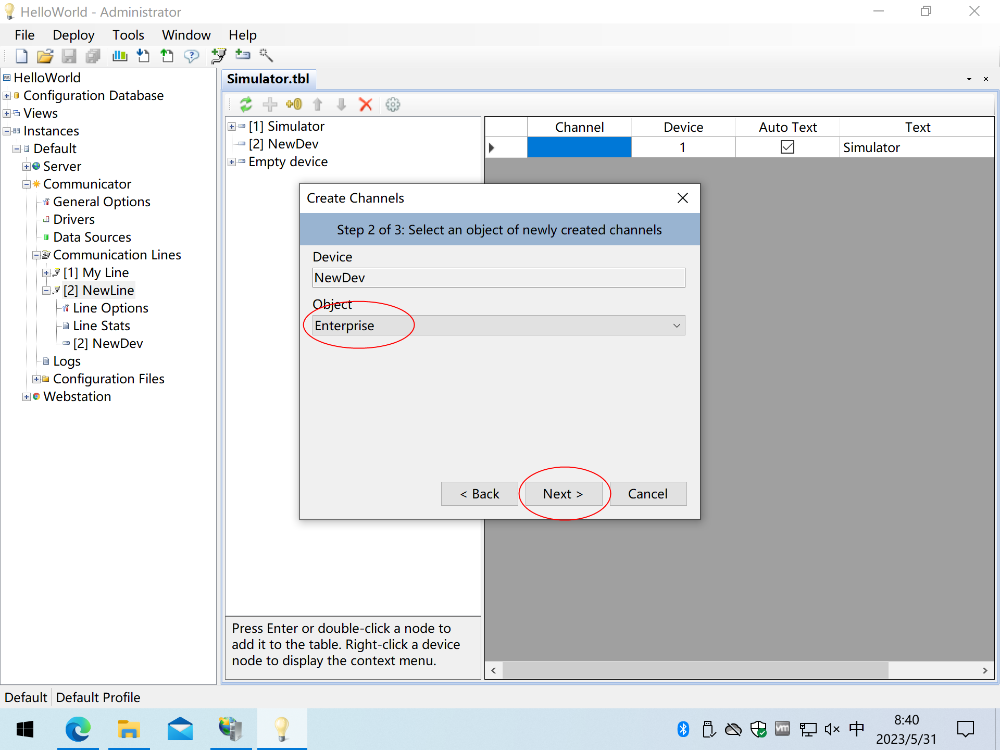 HelloWorld - Administrator
File Deploy Tools Window Help
RS HelloWorld
Configuration Database
Views
Instances
Default
Server
Communicator
General Options
Drivers
Data Sources
Communication Lines
[1] My Line
[2] NewLine
Line Options
Line Stats
[2] NewDev
Logs
Configuration Files
Webstation
Simulator.tbl
[1] Simulator
[2] NewDev
Empty device
Channel Device Auto Text Text
1 Simulator
Create Channels
Step 2 of 3: Select an object of newly created channels
Device
NewDev
Object
Enterprise
< Back Next > Cancel
Press Enter or double-click a node to
add it to the table. Right-click a device
node to display the context menu.
Default Default Profile
vm 中 8:40
2023/5/31